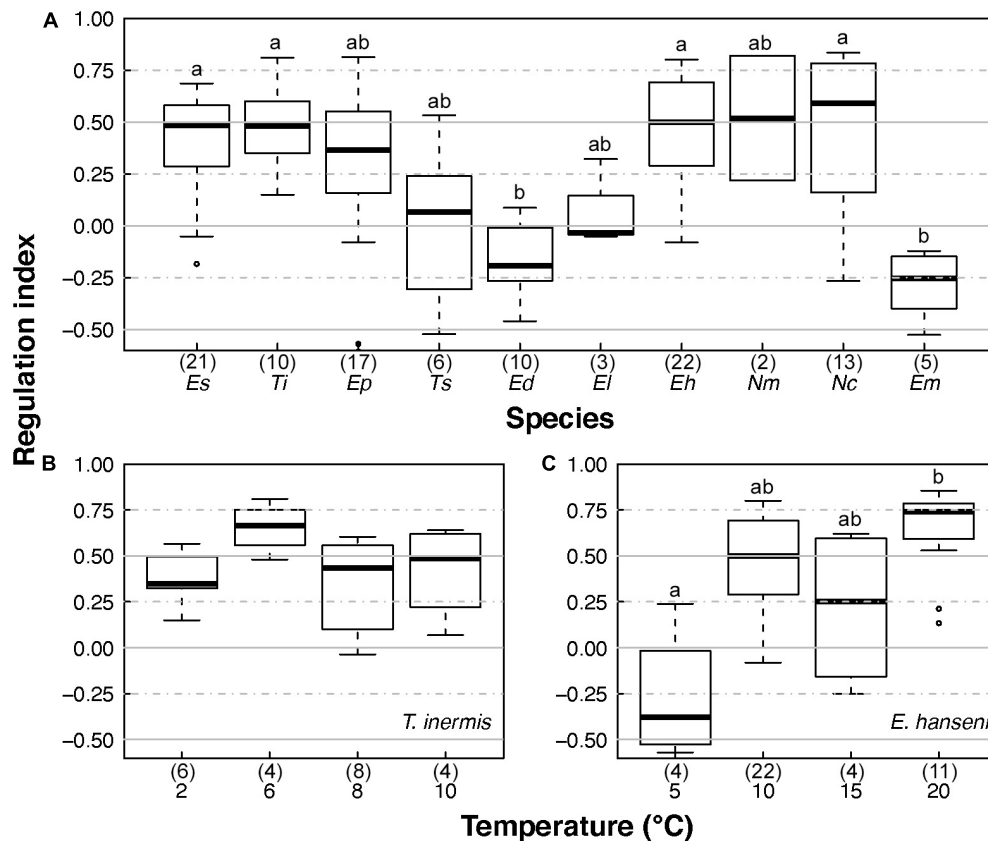 A
Regulation index
1.00
0.75
0.50
0.25
0.00
−0.25
−0.50
a a ab ab b ab a ab a b
(21) (10) (17) (6) (10) (3) (22) (2) (13) (5)
Es Ti Ep Ts Ed El Eh Nm Nc Em
Species
B
1.00
0.75
0.50
0.25
0.00
−0.25
−0.50
T. inermis
(6) (4) (8) (4)
2 6 8 10
C
1.00
0.75
0.50
0.25
0.00
−0.25
−0.50
a ab ab b
E. hanseni
(4) (22) (4) (11)
5 10 15 20
Temperature (°C)